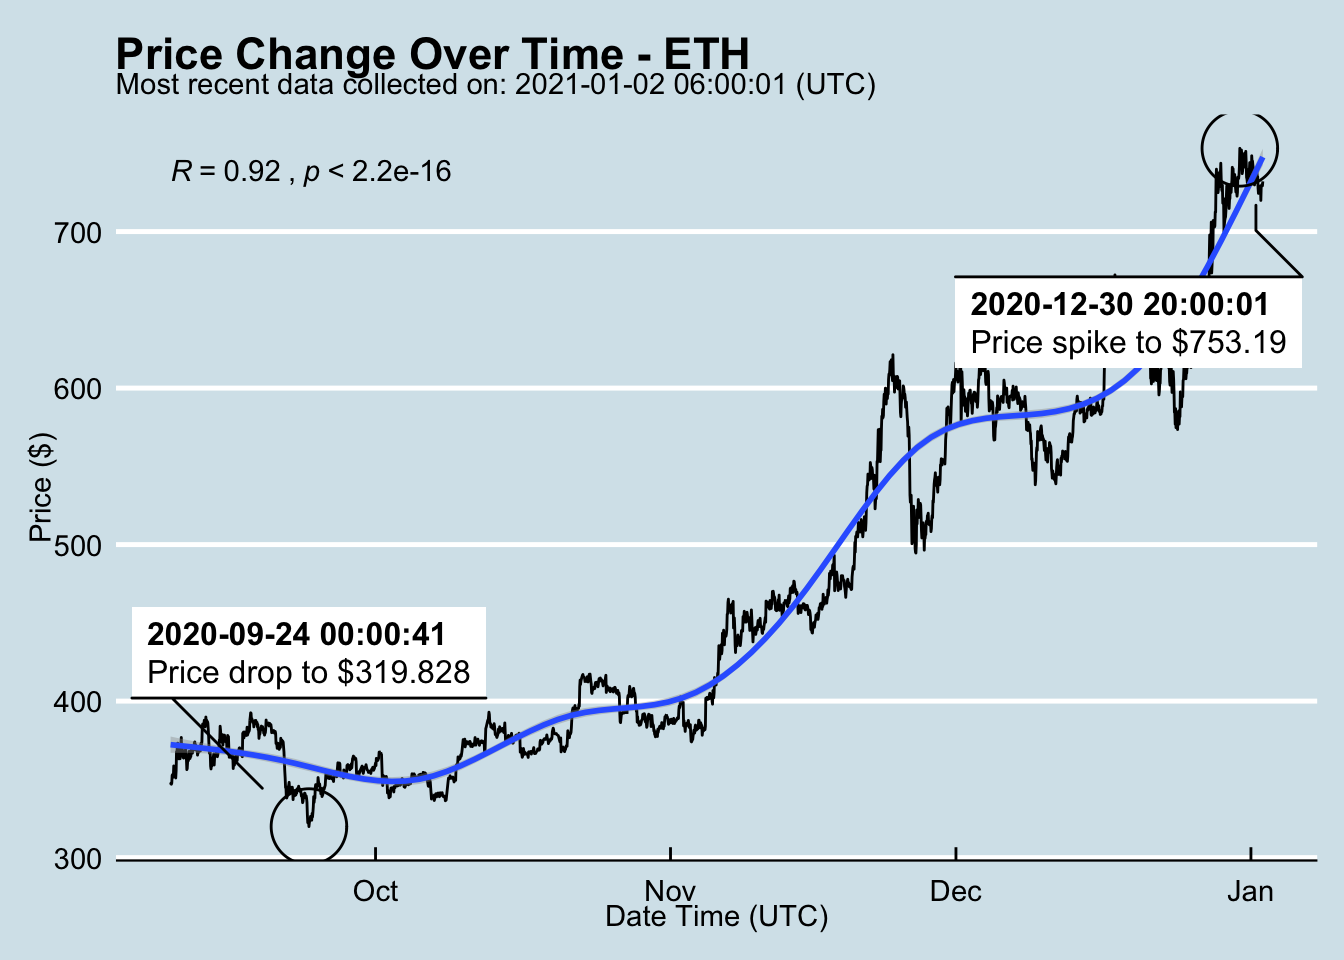 Price Change Over Time - ETH
Most recent data collected on: 2021-01-02 06:00:01 (UTC)
R = 0.92 , p < 2.2e-16
700
2020-12-30 20:00:01
Price spike to $753.19
600
Price ($)
500
2020-09-24 00:00:41
Price drop to $319.828
400
300
Oct Nov Dec Jan
Date Time (UTC)